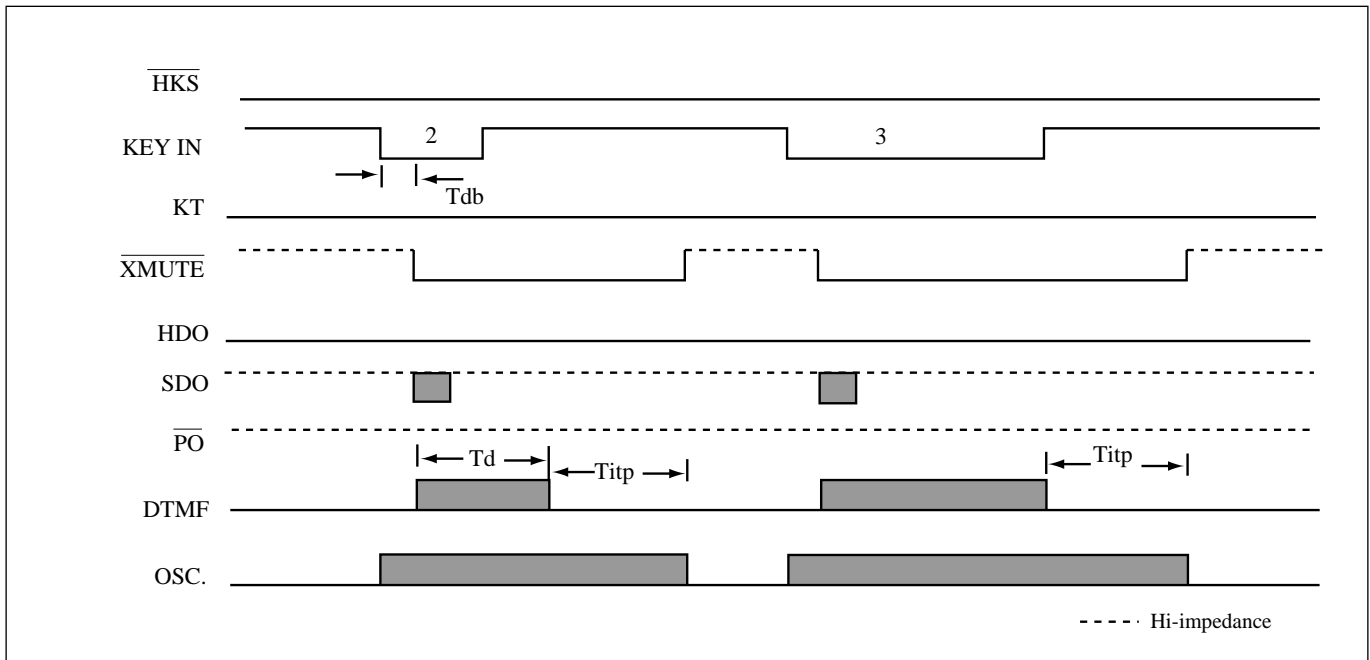 HKS
KEY IN
2
3
Tdb
KT
XMUTE
HDO
SDO
PO
Td
Titp
Titp
DTMF
OSC.
Hi-impedance